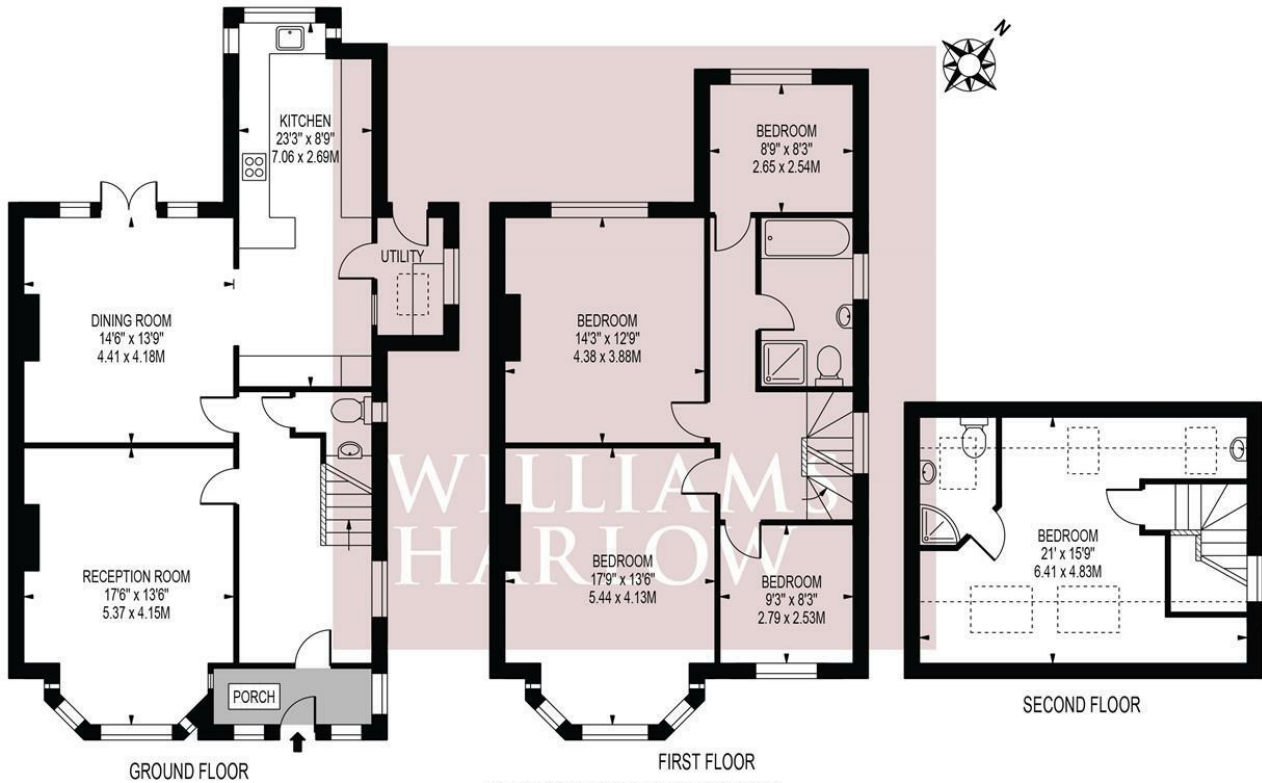 N
KITCHEN
23'3" x 8'9"
7.06 x 2.69M
UTILITY
DINING ROOM
14'6" x 13'9"
4.41 x 4.18M
RECEPTION ROOM
17'6" x 13'6"
5.37 x 4.15M
PORCH
GROUND FLOOR
BEDROOM
8'9" x 8'3"
2.65 x 2.54M
BEDROOM
14'3" x 12'9"
4.38 x 3.88M
WILLIAMS
HARLOW
BEDROOM
17'9" x 13'6"
5.44 x 4.13M
BEDROOM
9'3" x 8'3"
2.79 x 2.53M
FIRST FLOOR
BEDROOM
21' x 15'9"
6.41 x 4.83M
SECOND FLOOR